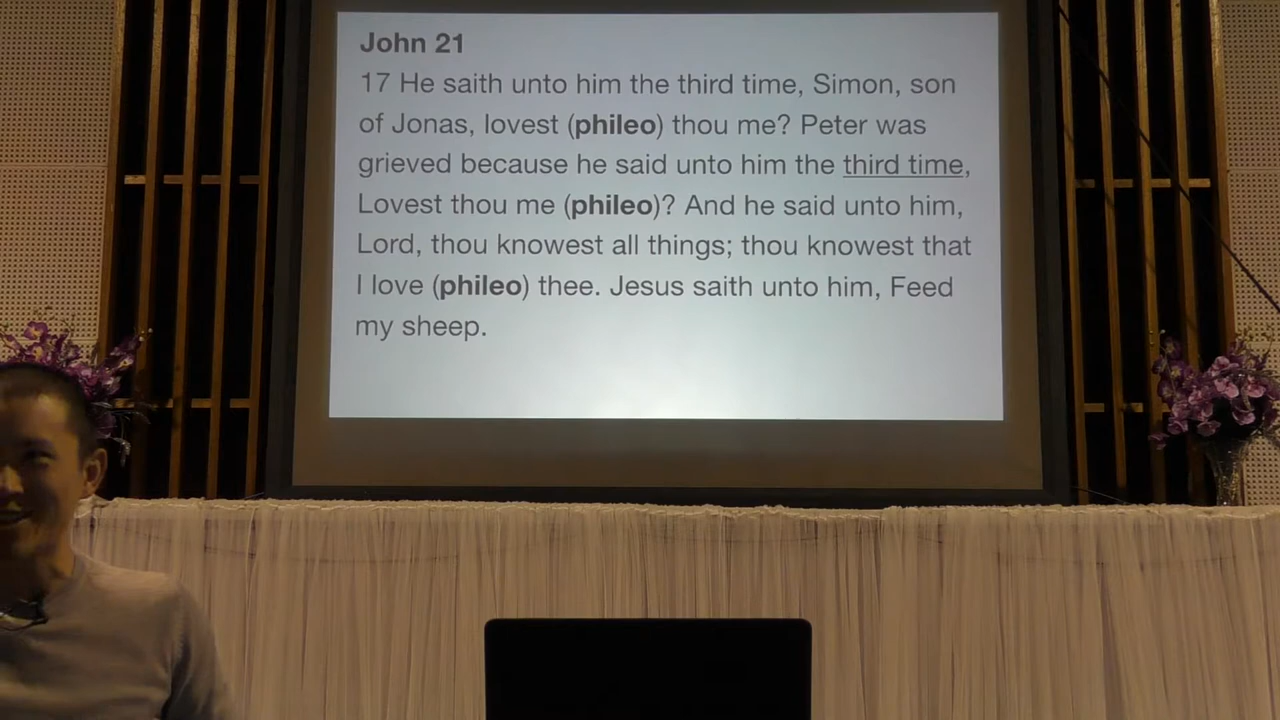 John 21
17 He saith unto him the third time, Simon, son
of Jonas, lovest (phileo) thou me? Peter was
grieved because he said unto him the third time,
Lovest thou me (phileo)? And he said unto him,
Lord, thou knowest all things; thou knowest that
I love (phileo) thee. Jesus saith unto him, Feed
my sheep.